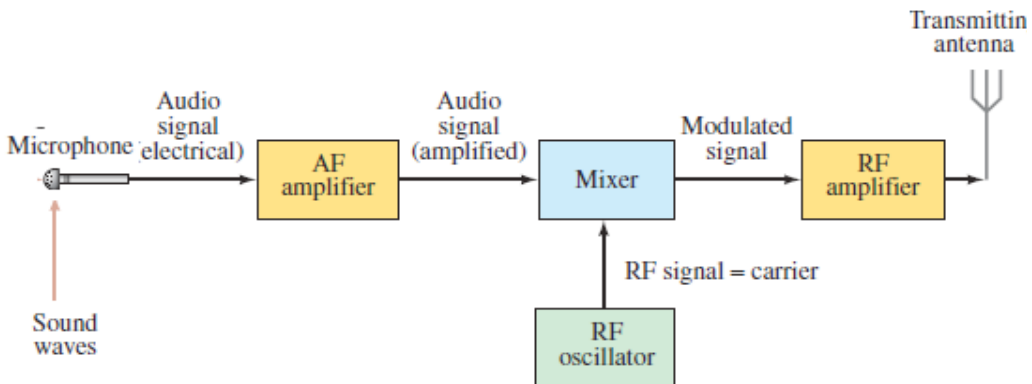 Transmittin
antenna
Audio
signal
(electrical)
Audio
signal
(amplified)
Modulated
signal
Microphone
AF
amplifier
Mixer
RF
amplifier
RF signal = carrier
Sound
waves
RF
oscillator